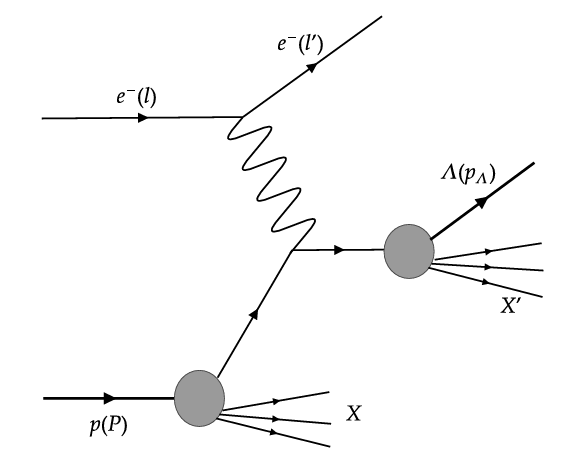 e⁻(l′)
e⁻(l)
Λ(p_Λ)
X′
X
p(P)